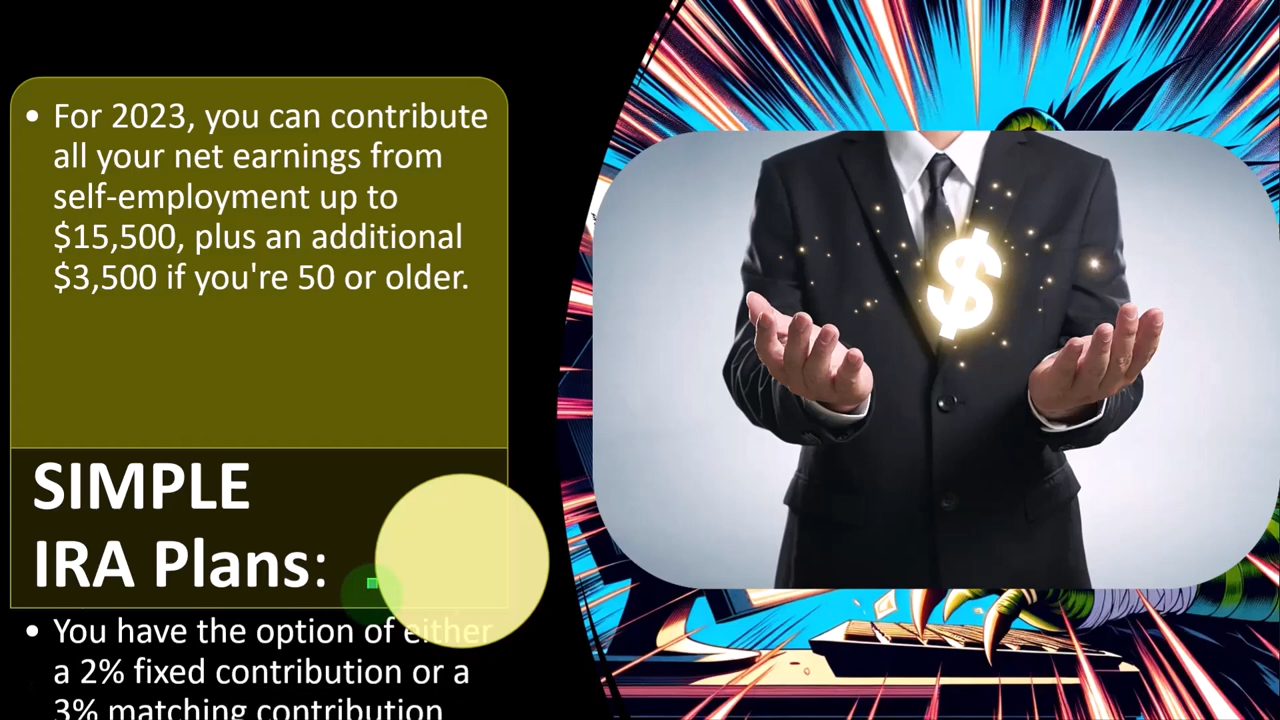 • For 2023, you can contribute
all your net earnings from
self-employment up to
$15,500, plus an additional
$3,500 if you're 50 or older.
SIMPLE
IRA Plans:
• You have the option of either
a 2% fixed contribution or a
3% matching contribution
$